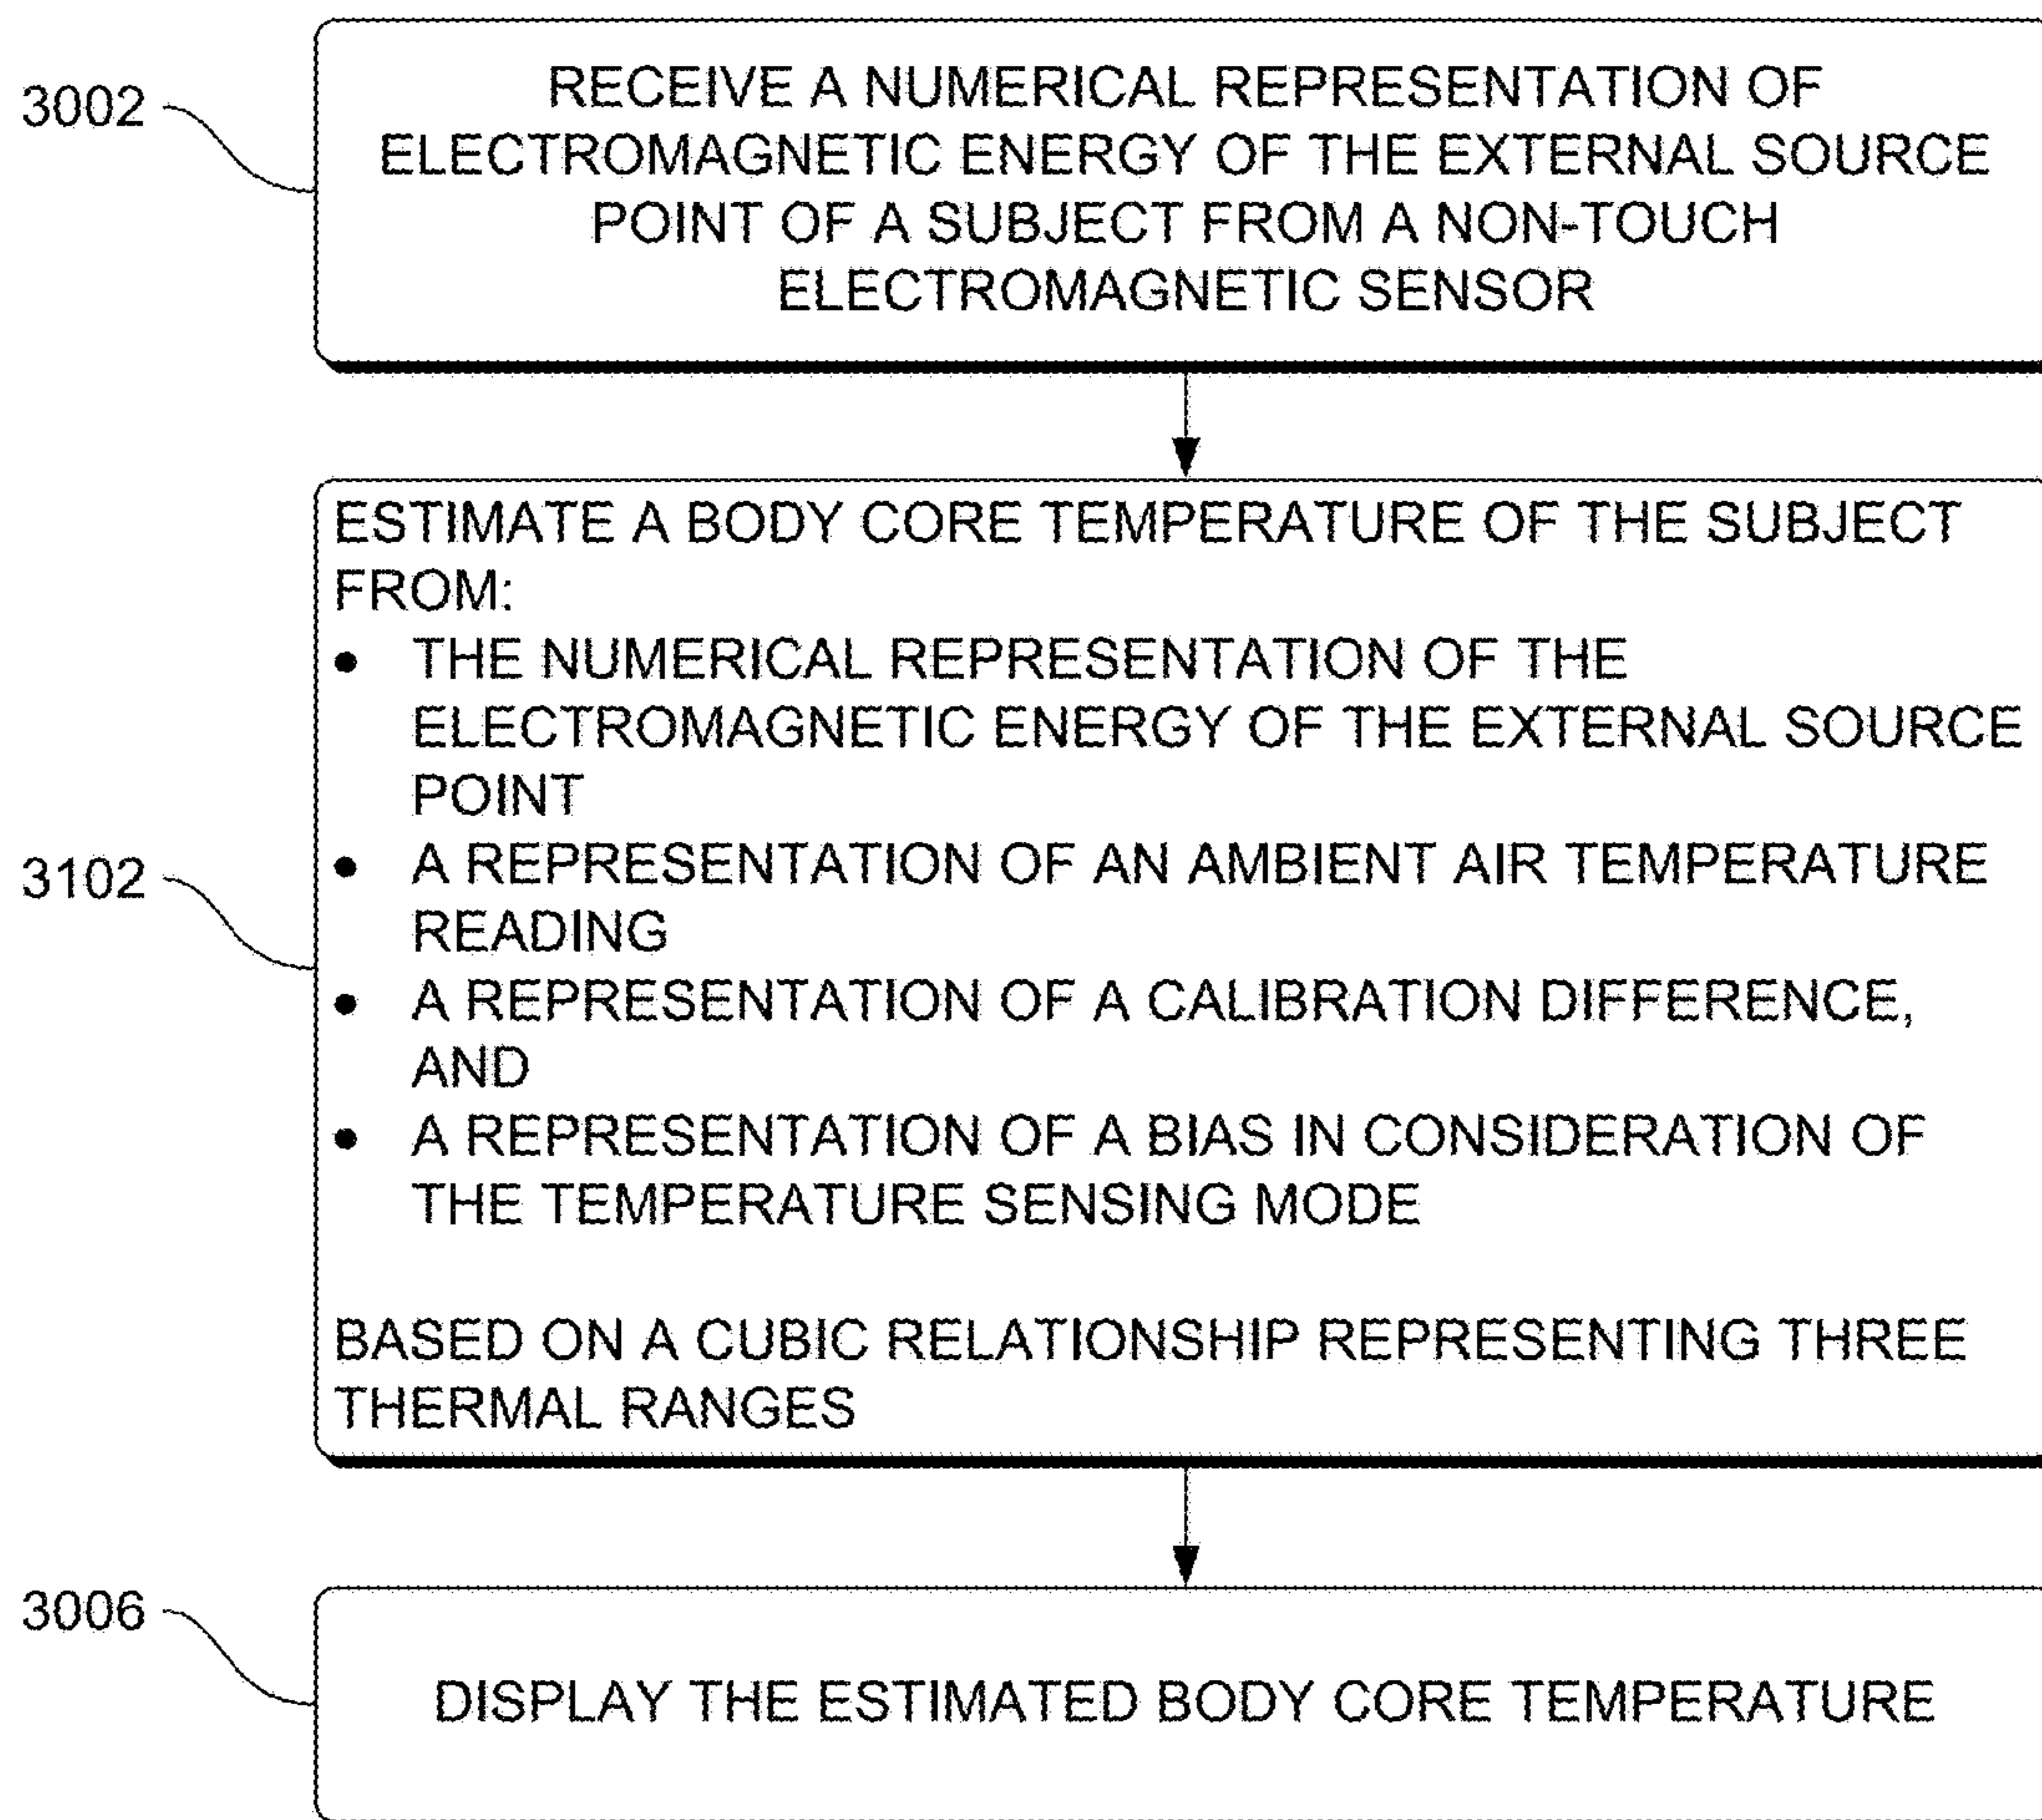 3002
RECEIVE A NUMERICAL REPRESENTATION OF
ELECTROMAGNETIC ENERGY OF THE EXTERNAL SOURCE
POINT OF A SUBJECT FROM A NON-TOUCH
ELECTROMAGNETIC SENSOR
3102
ESTIMATE A BODY CORE TEMPERATURE OF THE SUBJECT
FROM:
• THE NUMERICAL REPRESENTATION OF THE
ELECTROMAGNETIC ENERGY OF THE EXTERNAL SOURCE
POINT
• A REPRESENTATION OF AN AMBIENT AIR TEMPERATURE
READING
• A REPRESENTATION OF A CALIBRATION DIFFERENCE,
AND
• A REPRESENTATION OF A BIAS IN CONSIDERATION OF
THE TEMPERATURE SENSING MODE
BASED ON A CUBIC RELATIONSHIP REPRESENTING THREE
THERMAL RANGES
3006
DISPLAY THE ESTIMATED BODY CORE TEMPERATURE